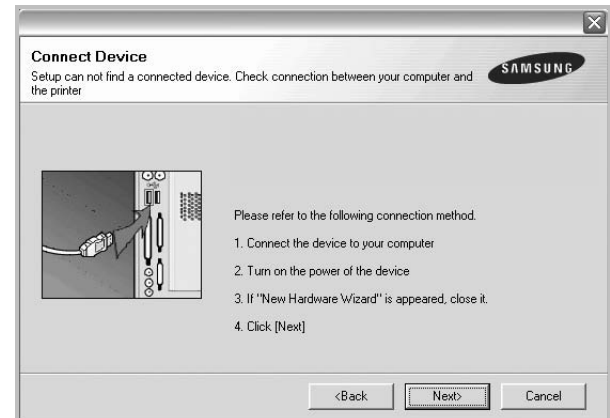 Connect Device
Setup can not find a connected device. Check connection between your computer and
the printer
SAMSUNG
Please refer to the following connection method.
1. Connect the device to your computer
2. Turn on the power of the device
3. If "New Hardware Wizard" is appeared, close it.
4. Click [Next]
<Back
Next>
Cancel